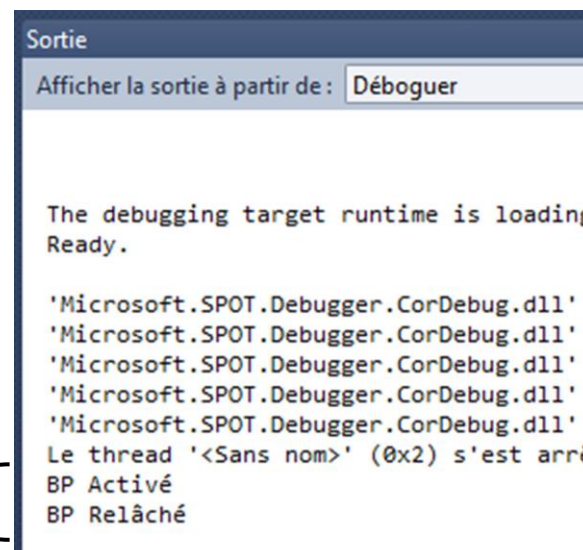 Sortie
Afficher la sortie à partir de : Déboguer
The debugging target runtime is loading
Ready.
'Microsoft.SPOT.Debugger.CorDebug.dll'
'Microsoft.SPOT.Debugger.CorDebug.dll'
'Microsoft.SPOT.Debugger.CorDebug.dll'
'Microsoft.SPOT.Debugger.CorDebug.dll'
'Microsoft.SPOT.Debugger.CorDebug.dll'
Le thread '<Sans nom>' (0x2) s'est arrê
BP Activé
BP Relâché